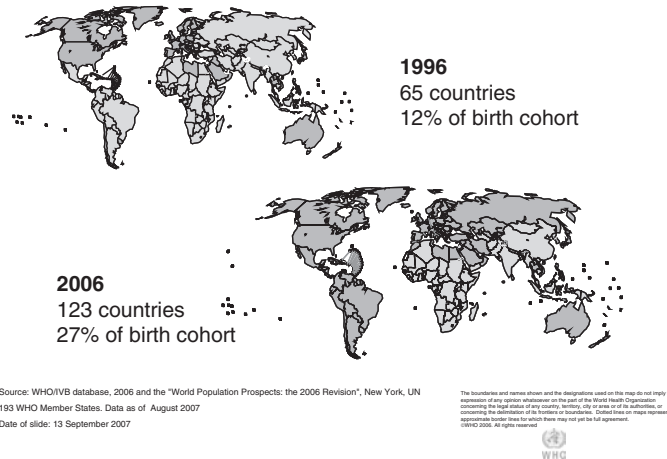 1996
65 countries
12% of birth cohort
2006
123 countries
27% of birth cohort
Source: WHO/IVB database, 2006 and the "World Population Prospects: the 2006 Revision", New York, UN
193 WHO Member States. Data as of August 2007
Date of slide: 13 September 2007
The boundaries and names shown and the designations used on this map do not imply
expression of any opinion whatsoever on the part of the World Health Organization
concerning the legal status of any country, territory, city or area or of its authorities, or
concerning the delimitation of its frontiers or boundaries. Dotted lines on maps represen
approximate border lines for which there may not yet be full agreement.
©WHO 2006. All rights reserved
WHO